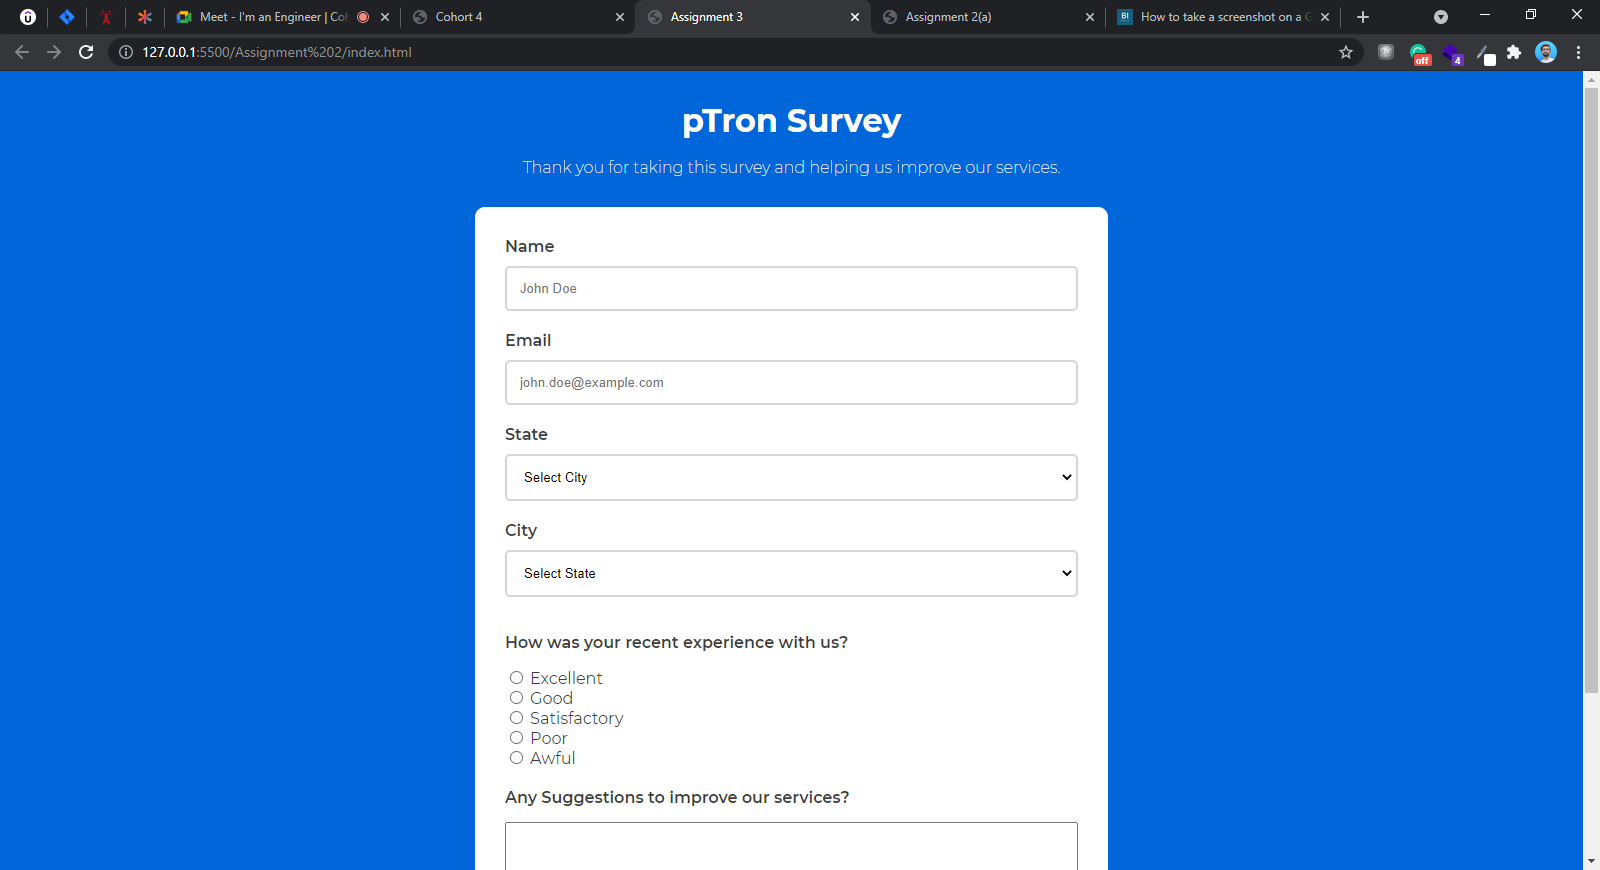 Meet - I'm an Engineer | Co
Cohort 4
Assignment 3
Assignment 2(a)
BI
How to take a screenshot on a G
127.0.0.1:5500/Assignment%202/index.html
off
4
pTron Survey
Thank you for taking this survey and helping us improve our services.
Name
John Doe
Email
john.doe@example.com
State
Select City
City
Select State
How was your recent experience with us?
Excellent
Good
Satisfactory
Poor
Awful
Any Suggestions to improve our services?